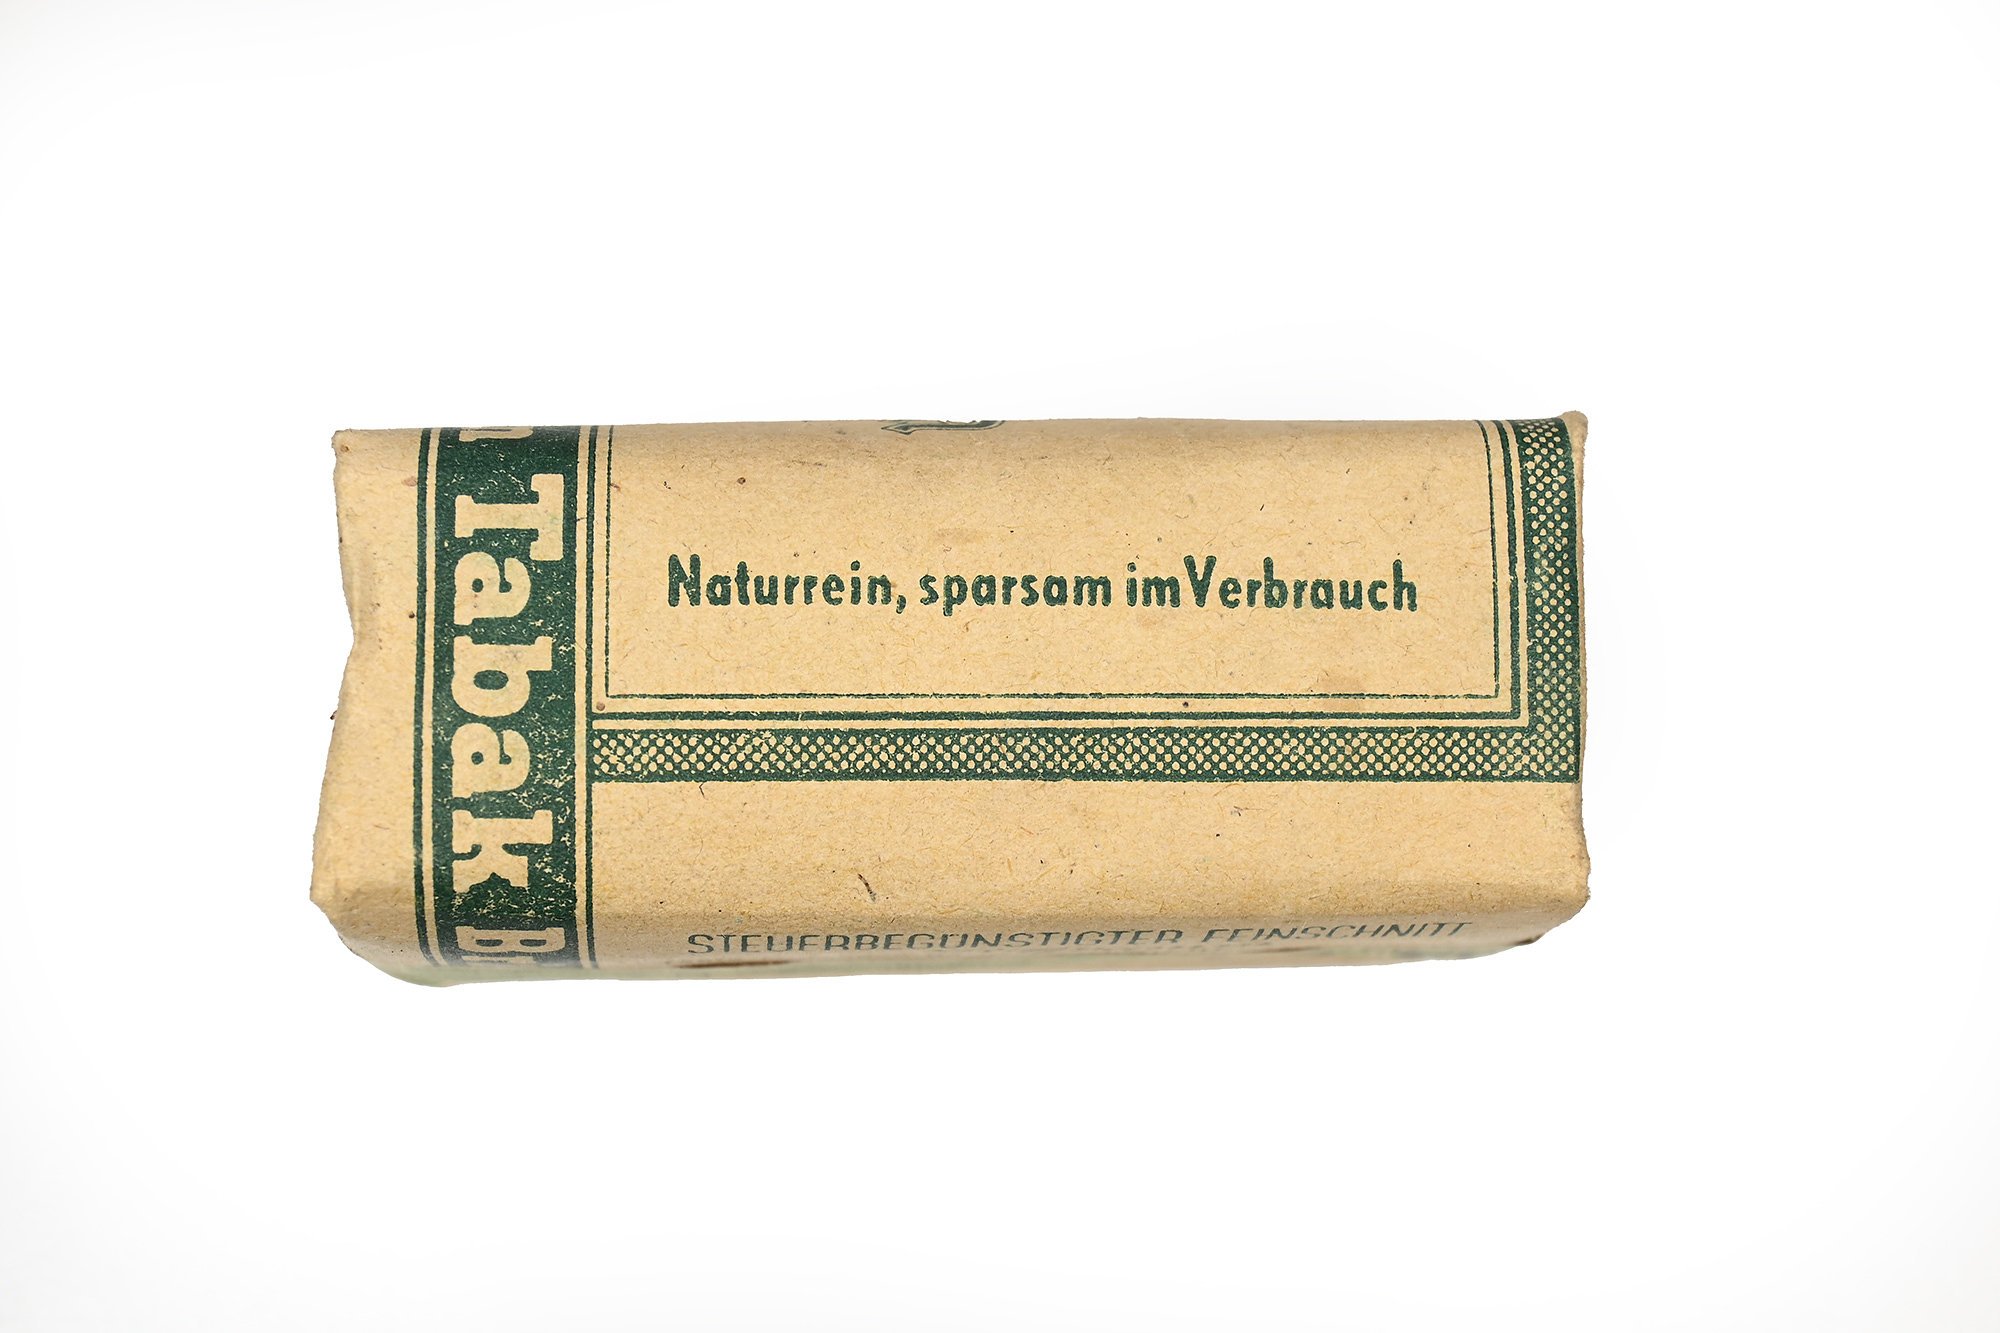 Tabak
Naturrein, sparsam im Verbrauch
STEUERBEGÜNSTIGTER FEINSCHNITT